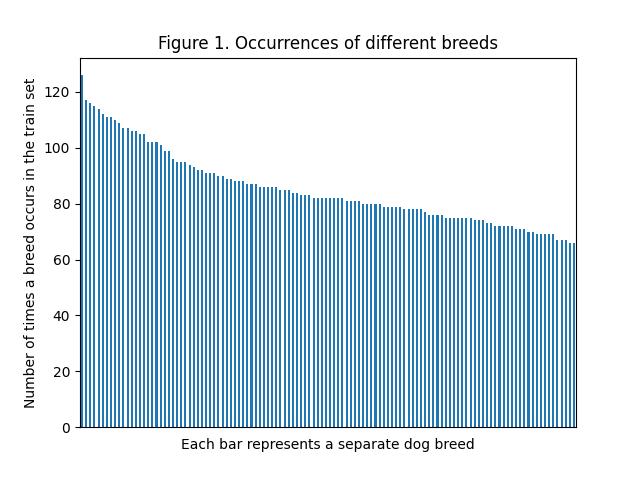 Figure 1. Occurrences of different breeds
Number of times a breed occurs in the train set
120
100
80
60
40
20
0
Each bar represents a separate dog breed